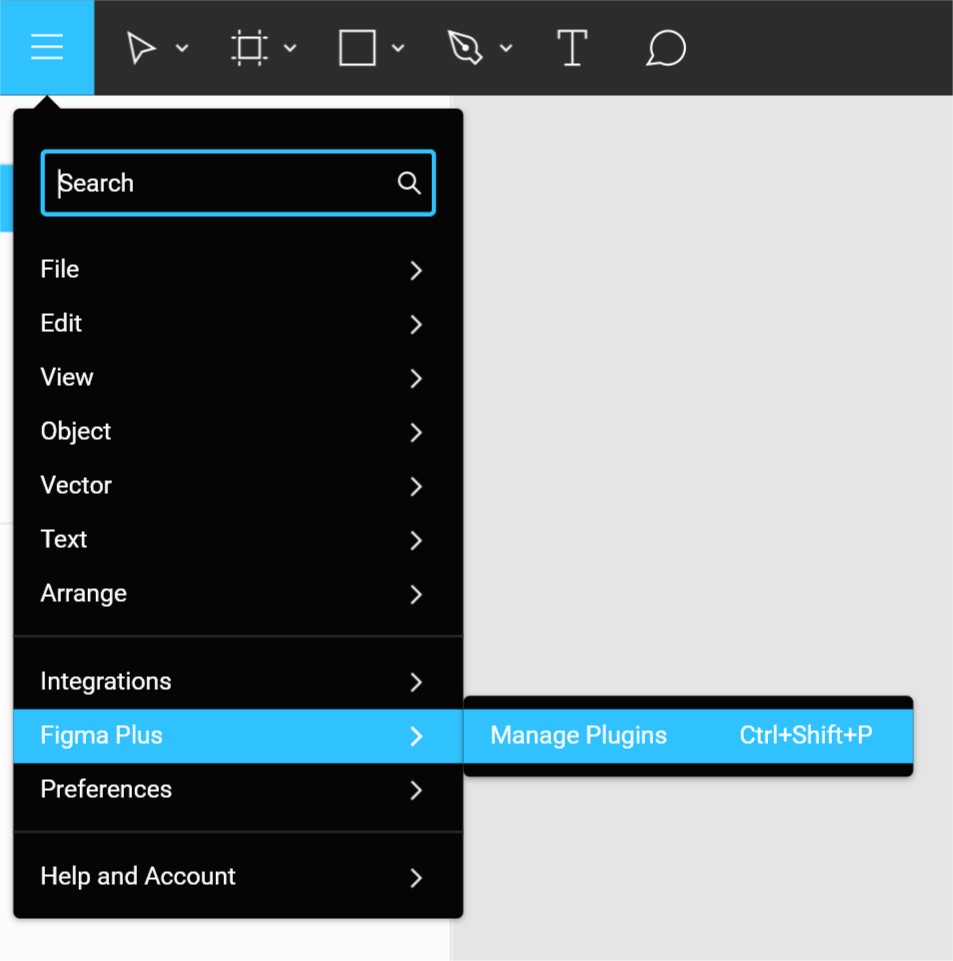 Search
File
Edit
View
Object
Vector
Text
Arrange
Integrations
Figma Plus
Manage Plugins Ctrl+Shift+P
Preferences
Help and Account